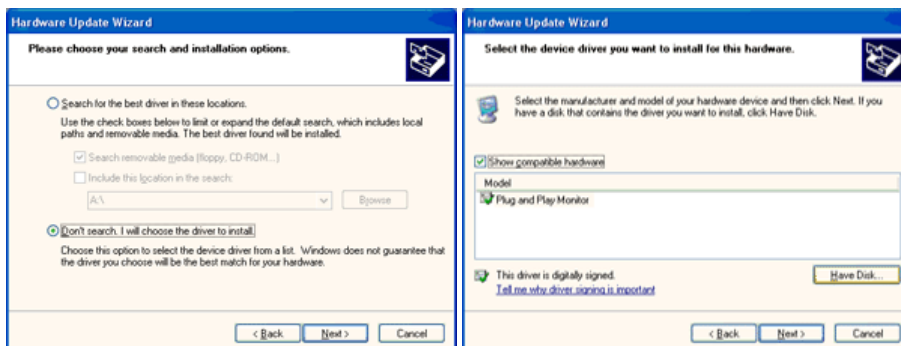 Hardware Update Wizard
Please choose your search and installation options.
Search for the best driver in these locations.
Use the check boxes below to limit or expand the default search, which includes local
paths and removable media. The best driver found will be installed.
Search removable media (floppy, CD-ROM...)
Include this location in the search:
A:\
Browse
Don't search. I will choose the driver to install.
Choose this option to select the device driver from a list. Windows does not guarantee that
the driver you choose will be the best match for your hardware.
< Back
Next >
Cancel
Hardware Update Wizard
Select the device driver you want to install for this hardware.
Select the manufacturer and model of your hardware device and then click Next. If you
have a disk that contains the driver you want to install, click Have Disk.
Show compatible hardware
Model
Plug and Play Monitor
This driver is digitally signed.
Tell me why driver signing is important
Have Disk...
< Back
Next >
Cancel